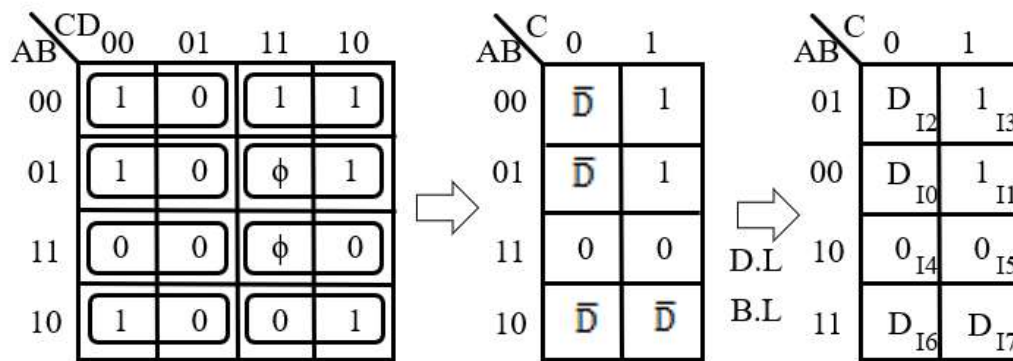 CD 00 01 11 10
AB
00 1 0 1 1
01 1 0 ϕ 1
11 0 0 ϕ 0
10 1 0 0 1
C 0 1
AB
00 D̅ 1
01 D̅ 1
11 0 0
10 D̅ D̅
D.L
B.L
C 0 1
AB
01 D I2 1 I3
00 D I0 1 I1
10 0 I4 0 I5
11 D I6 D I7